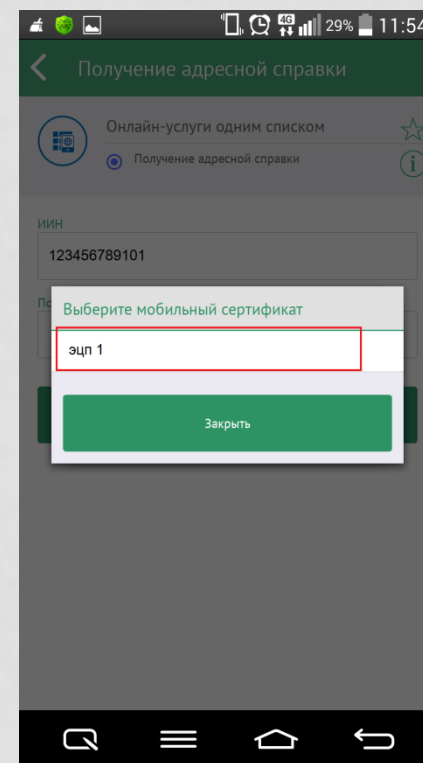 4G 29% 11:54
Получение адресной справки
Онлайн-услуги одним списком
Получение адресной справки
ИИН
123456789101
Выберите мобильный сертификат
эцп 1
Закрыть